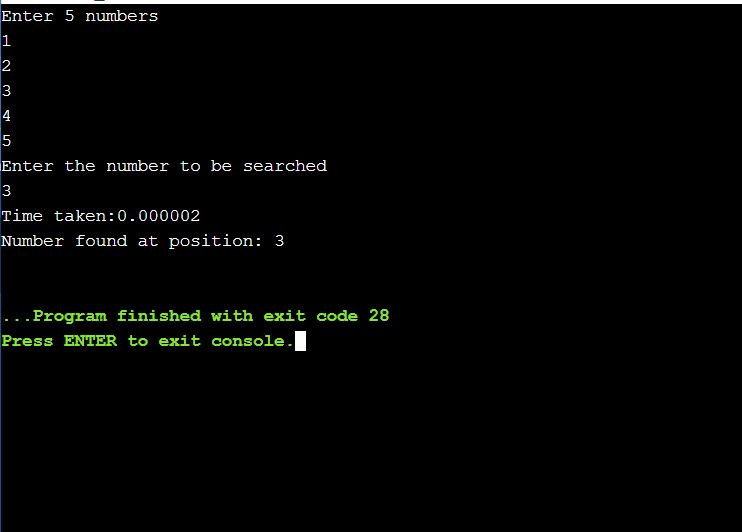 Enter 5 numbers
1
2
3
4
5
Enter the number to be searched
3
Time taken:0.000002
Number found at position: 3
...Program finished with exit code 28
Press ENTER to exit console.